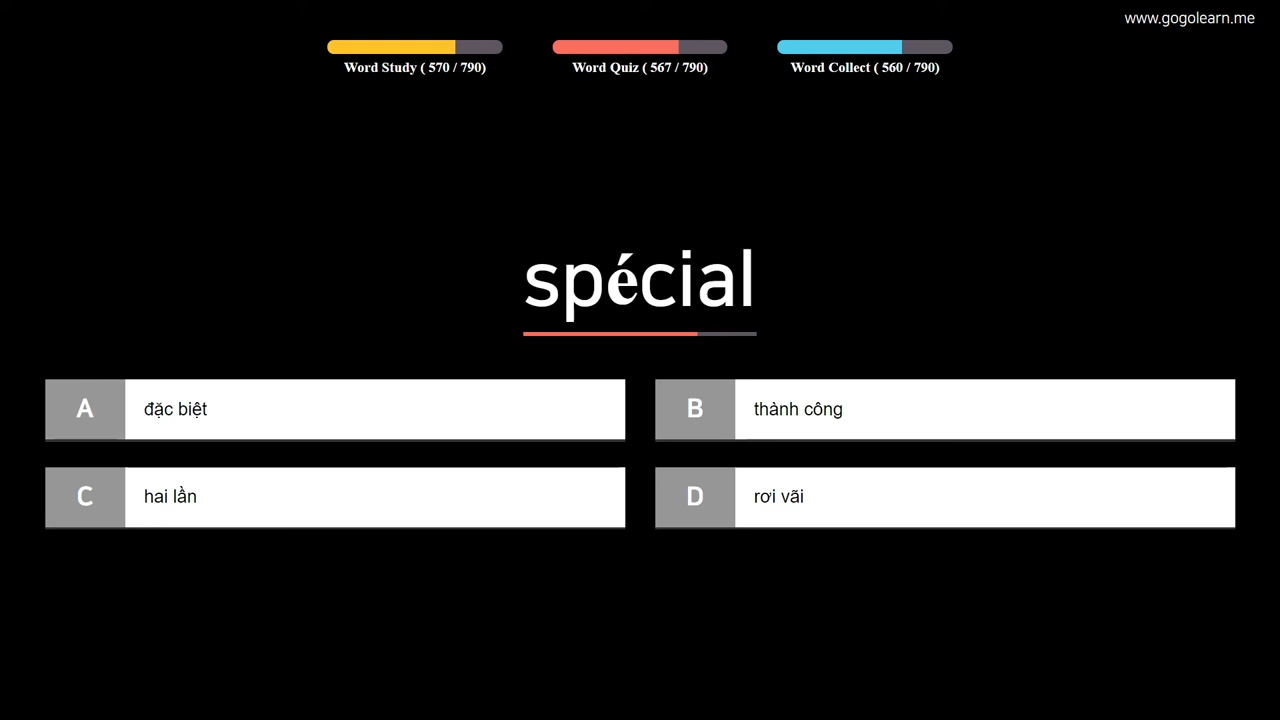 www.gogolearn.me
Word Study ( 570 / 790)
Word Quiz ( 567 / 790)
Word Collect ( 560 / 790)
spécial
A đặc biệt
B thành công
C hai lần
D rơi vãi